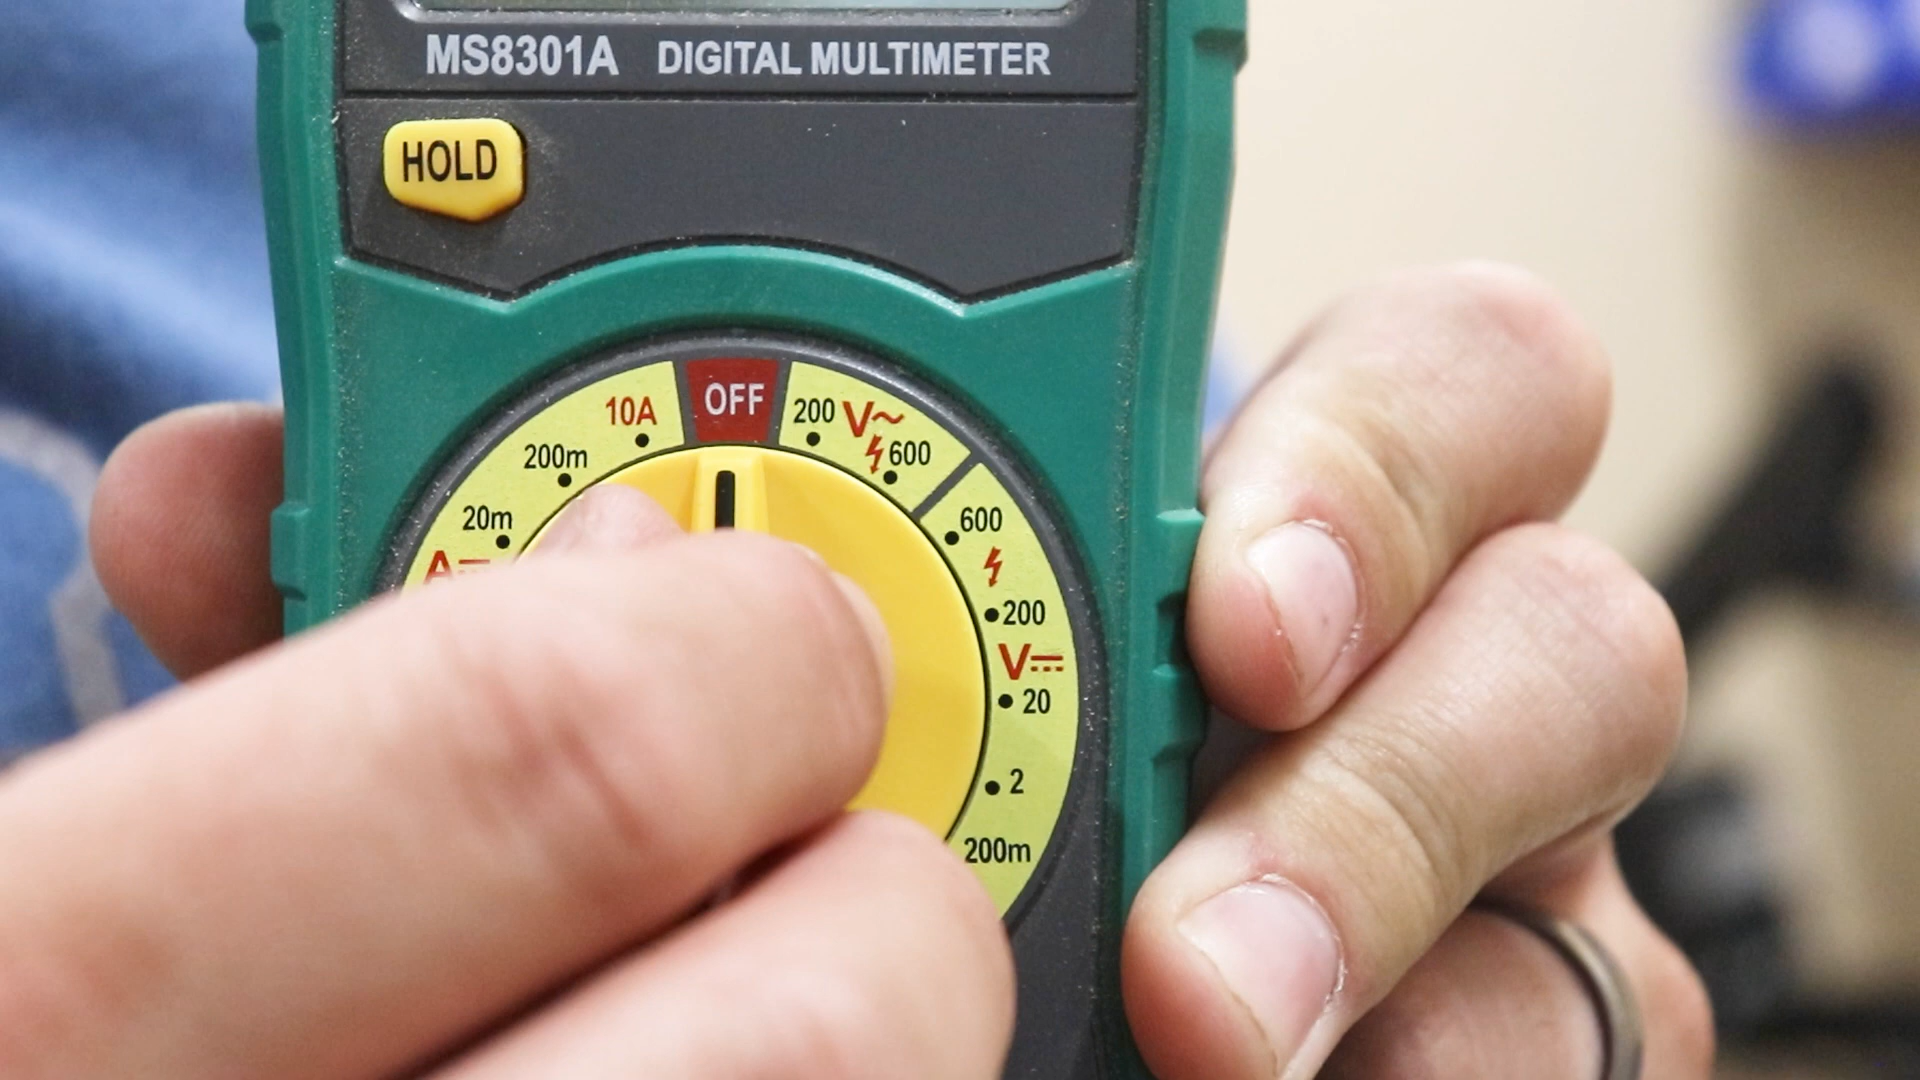 MS8301A DIGITAL MULTIMETER
HOLD
OFF
10A
200 V~
200m
600
20m
600
A⎓
200
V⎓
20
2
200m